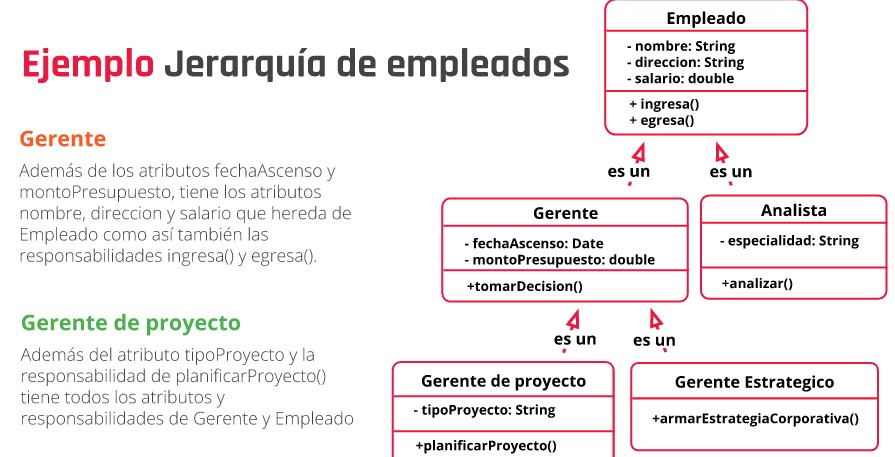 Ejemplo Jerarquía de empleados
Gerente
Además de los atributos fechaAscenso y
montoPresupuesto, tiene los atributos
nombre, direccion y salario que hereda de
Empleado como así también las
responsabilidades ingresa() y egresa().
Gerente de proyecto
Además del atributo tipoProyecto y la
responsabilidad de planificarProyecto()
tiene todos los atributos y
responsabilidades de Gerente y Empleado
Empleado
- nombre: String
- direccion: String
- salario: double
+ ingresa()
+ egresa()
es un
es un
Gerente
- fechaAscenso: Date
- montoPresupuesto: double
+tomarDecision()
Analista
- especialidad: String
+analizar()
es un
es un
Gerente de proyecto
- tipoProyecto: String
+planificarProyecto()
Gerente Estrategico
+armarEstrategiaCorporativa()